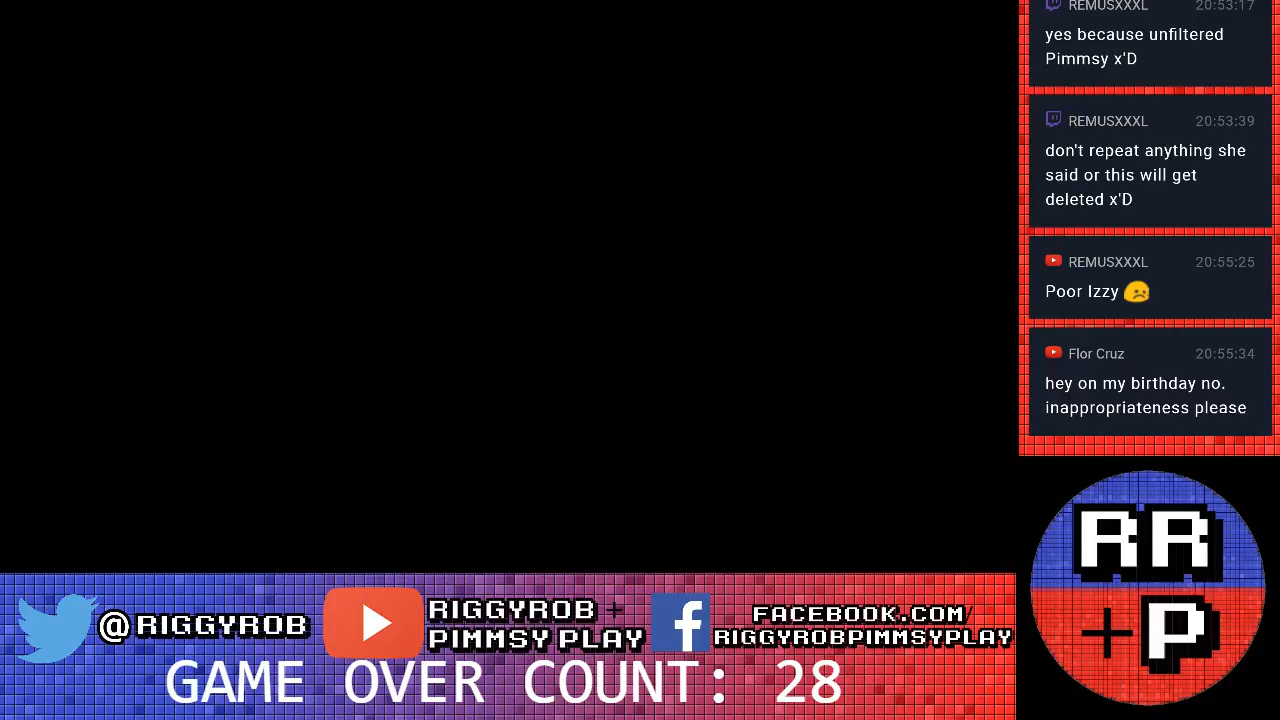 REMUSXXXL 20:53:17
yes because unfiltered
Pimmsy x'D
REMUSXXXL 20:53:39
don't repeat anything she
said or this will get
deleted x'D
REMUSXXXL 20:55:25
Poor Izzy
Flor Cruz 20:55:34
hey on my birthday no.
inappropriateness please
RR
+P
@RIGGYROB
RIGGYROB +
PIMMSY PLAY
FACEBOOK.COM/
RIGGYROBPIMMSYPLAY
GAME OVER COUNT: 28